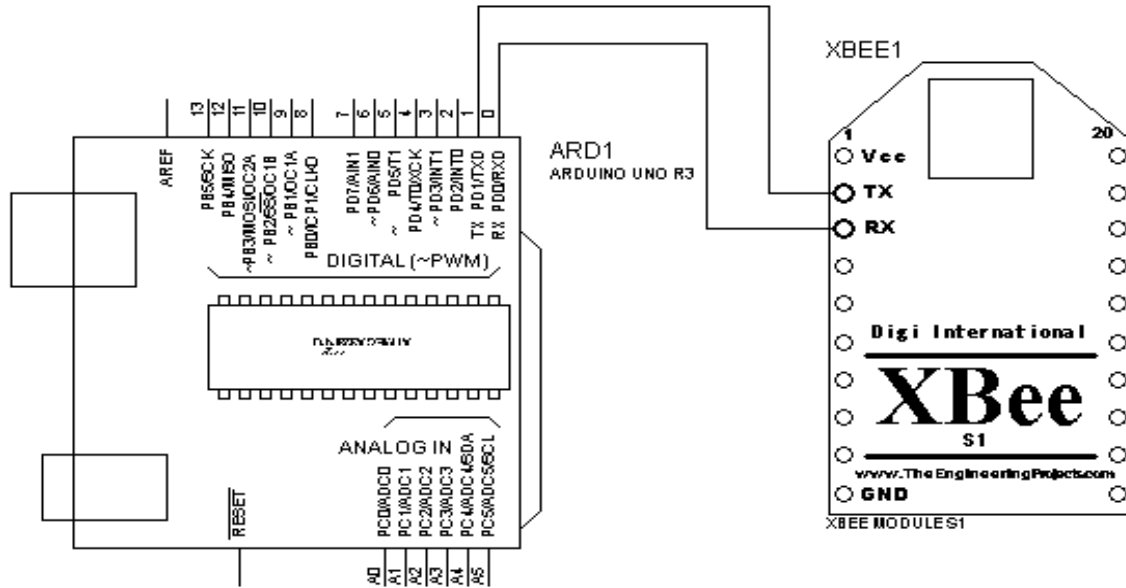 XBEE1
13
12
11
10
9
8
7
6
5
4
3
2
1
0
AREF
PB5/SCK
PB4/MISO
~PB3/MOSI/OC2A
~ PB2/SS/OC1B
~ PB1/OC1A
PB0/ICP1/CLKO
PD7/AIN1
~PD6/AIN0
~ PD5/T1
PD4/T0/XCK
~PD3/INT1
PD2/INT0
TX PD1/TXD
RX PD0/RXD
DIGITAL (~PWM)
ARD1
ARDUINO UNO R3
1
20
Vcc
TX
RX
Digi International
XBee
S1
www.TheEngineeringProjects.com
GND
XBEE MODULE S1
ANALOG IN
RESET
PC0/ADC0
PC1/ADC1
PC2/ADC2
PC3/ADC3
PC4/ADC4/SDA
PC5/ADC5/SCL
A0
A1
A2
A3
A4
A5